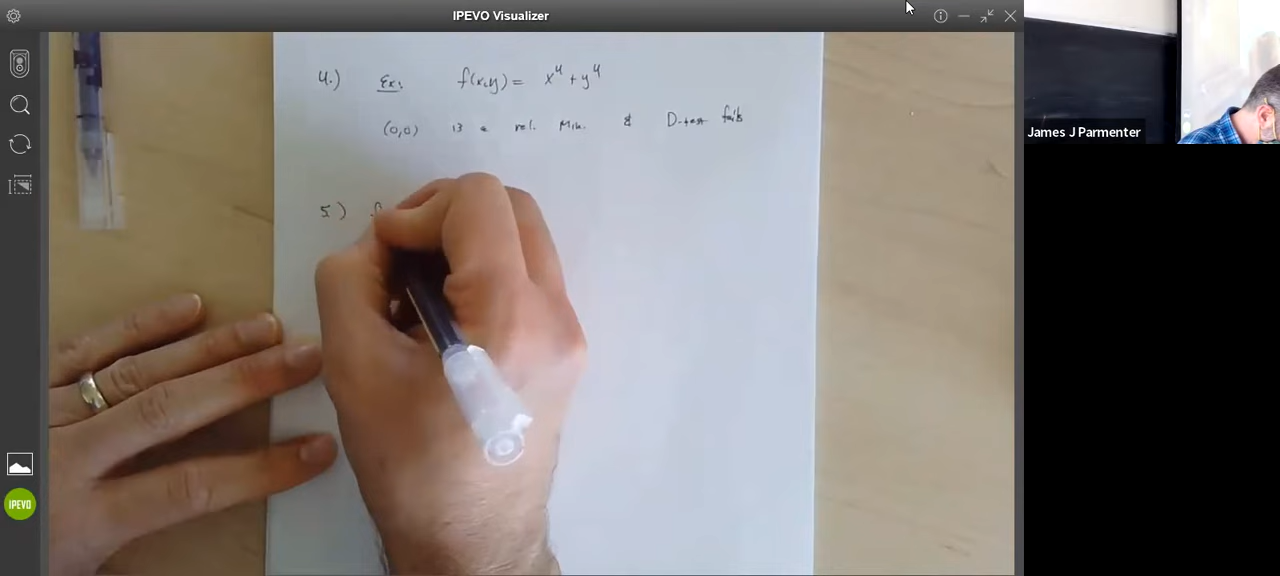 IPEVO Visualizer
4.) Ex: f(x,y) = x⁴ + y⁴
(0,0) is a rel. Min. & D-test fails
5.) f
James J Parmenter
IPEVO